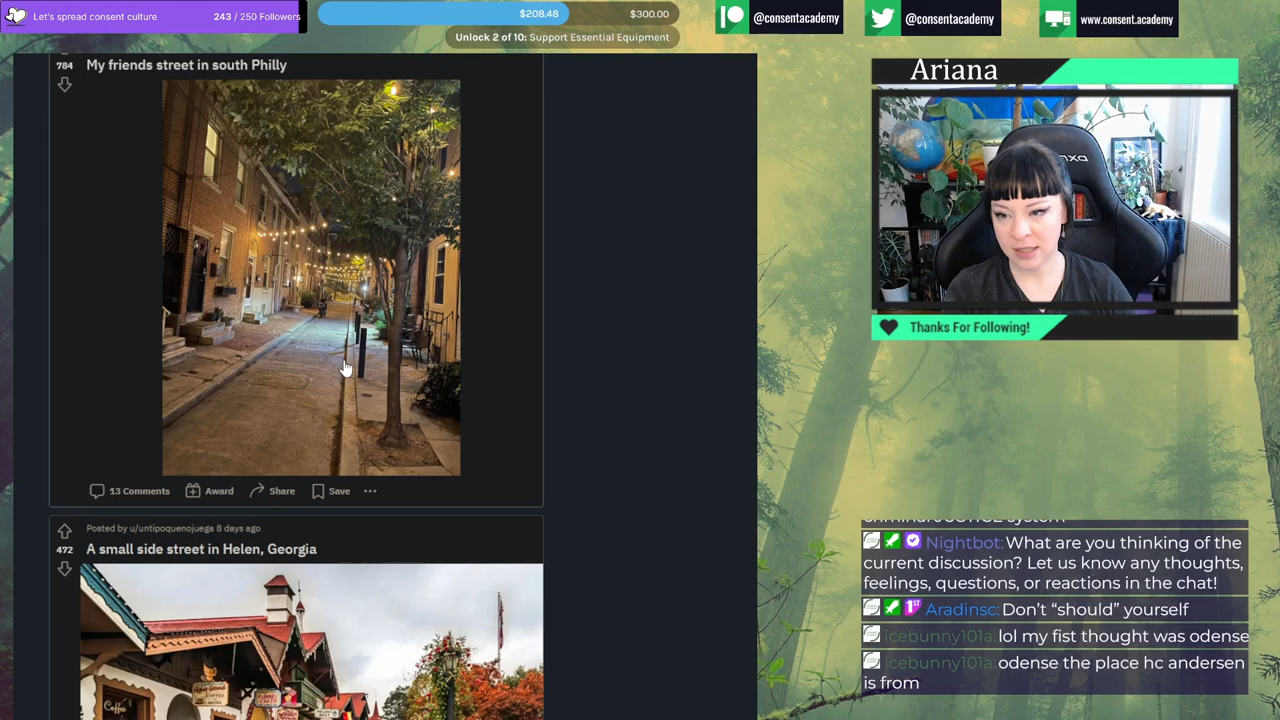 Let's spread consent culture
243 / 250 Followers
$208.48
$300.00
Unlock 2 of 10: Support Essential Equipment
@consentacademy
@consentacademy
www.consent.academy
784
My friends street in south Philly
13 Comments
Award
Share
Save
Posted by u/untipoquenojuega 8 days ago
472
A small side street in Helen, Georgia
Coffee
Ariana
Thanks For Following!
Nightbot: What are you thinking of the
current discussion? Let us know any thoughts,
feelings, questions, or reactions in the chat!
1ST Aradinsc: Don't “should” yourself
icebunny101a: lol my fist thought was odense
icebunny101a: odense the place hc andersen
is from